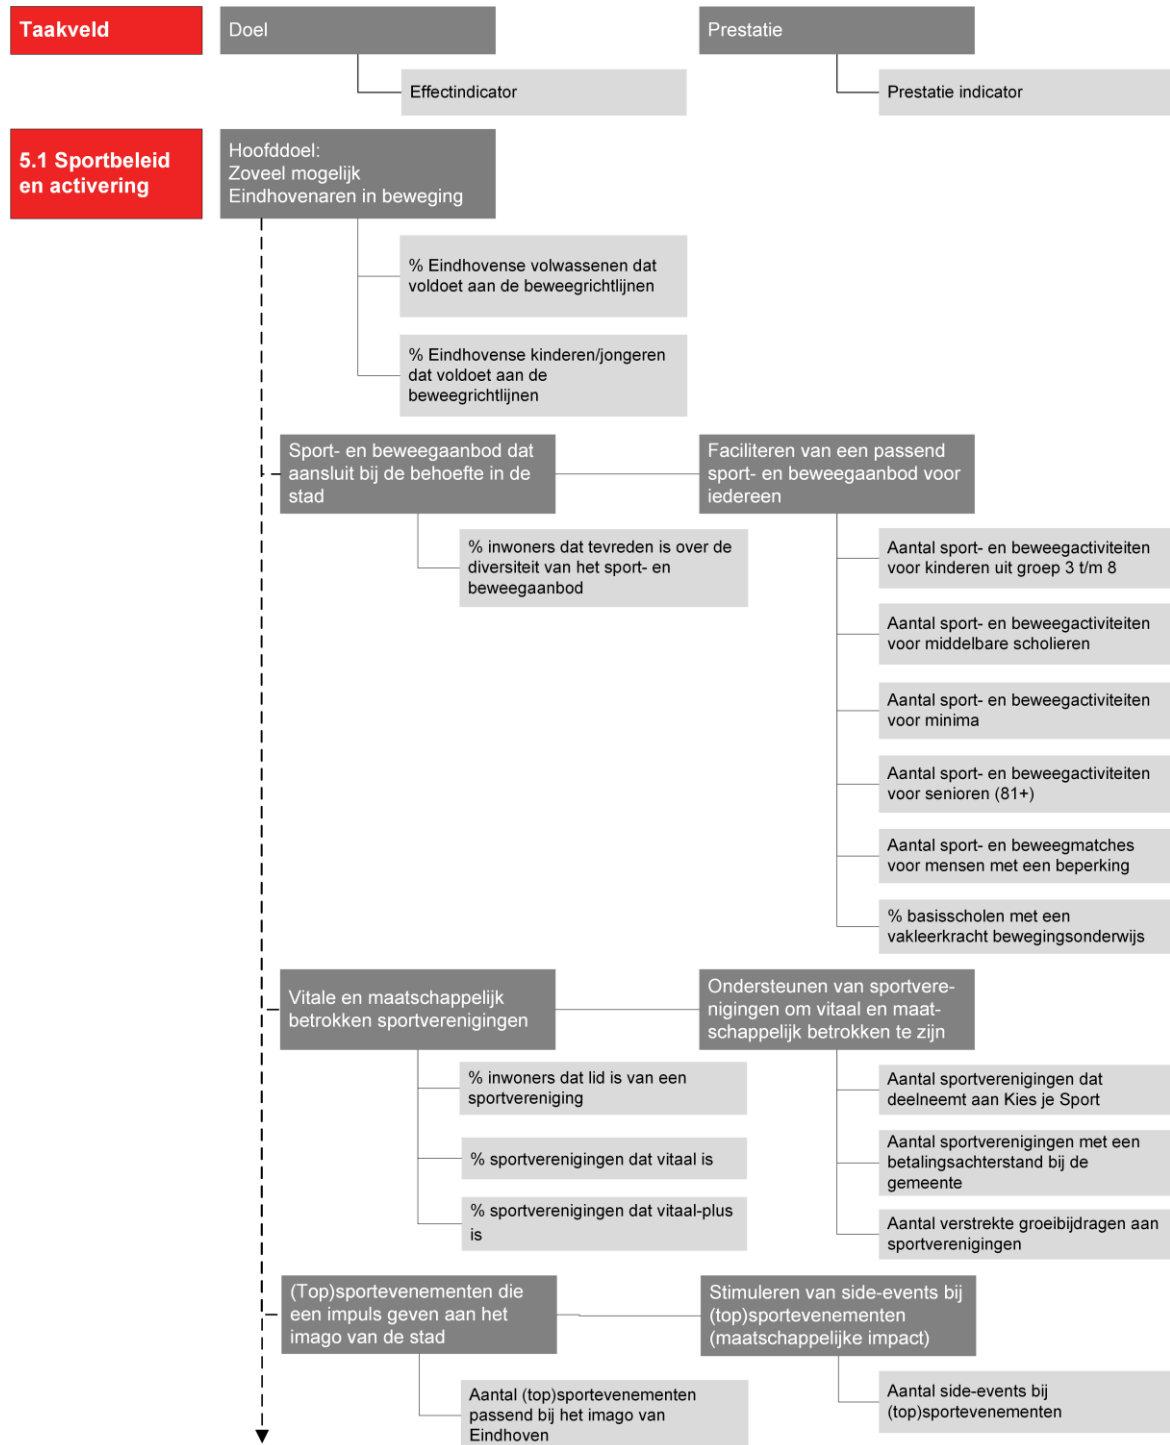 Taakveld
Doel
Prestatie
Effectindicator
Prestatie indicator
5.1 Sportbeleid
en activering
Hoofddoel:
Zoveel mogelijk
Eindhovenaren in beweging
% Eindhovense volwassenen dat
voldoet aan de beweegrichtlijnen
% Eindhovense kinderen/jongeren
dat voldoet aan de
beweegrichtlijnen
Sport- en beweegaanbod dat
aansluit bij de behoefte in de
stad
Faciliteren van een passend
sport- en beweegaanbod voor
iedereen
% inwoners dat tevreden is over de
diversiteit van het sport- en
beweegaanbod
Aantal sport- en beweegactiviteiten
voor kinderen uit groep 3 t/m 8
Aantal sport- en beweegactiviteiten
voor middelbare scholieren
Aantal sport- en beweegactiviteiten
voor minima
Aantal sport- en beweegactiviteiten
voor senioren (81+)
Aantal sport- en beweegmatches
voor mensen met een beperking
% basisscholen met een
vakleerkracht bewegingsonderwijs
Vitale en maatschappelijk
betrokken sportverenigingen
Ondersteunen van sportvere-
nigingen om vitaal en maat-
schappelijk betrokken te zijn
% inwoners dat lid is van een
sportvereniging
% sportverenigingen dat vitaal is
% sportverenigingen dat vitaal-plus
is
Aantal sportverenigingen dat
deelneemt aan Kies je Sport
Aantal sportverenigingen met een
betalingsachterstand bij de
gemeente
Aantal verstrekte groeibijdragen aan
sportverenigingen
(Top)sportevenementen die
een impuls geven aan het
imago van de stad
Stimuleren van side-events bij
(top)sportevenementen
(maatschappelijke impact)
Aantal (top)sportevenementen
passend bij het imago van
Eindhoven
Aantal side-events bij
(top)sportevenementen